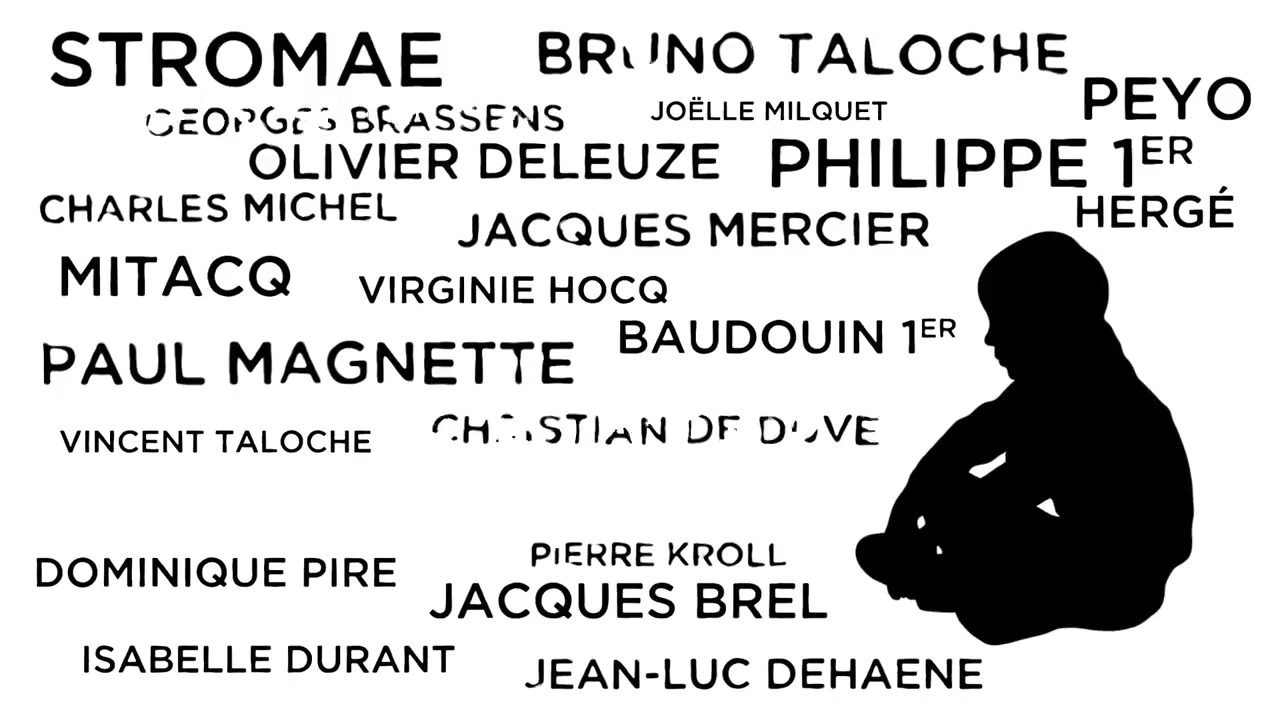 STROMAE
BRUNO TALOCHE
PEYO
GEORGES BRASSENS
JOËLLE MILQUET
OLIVIER DELEUZE
PHILIPPE 1ER
CHARLES MICHEL
JACQUES MERCIER
HERGÉ
MITACQ
VIRGINIE HOCQ
BAUDOUIN 1ER
PAUL MAGNETTE
VINCENT TALOCHE
CHRISTIAN DE DUVE
DOMINIQUE PIRE
PIERRE KROLL
JACQUES BREL
ISABELLE DURANT
JEAN-LUC DEHAENE